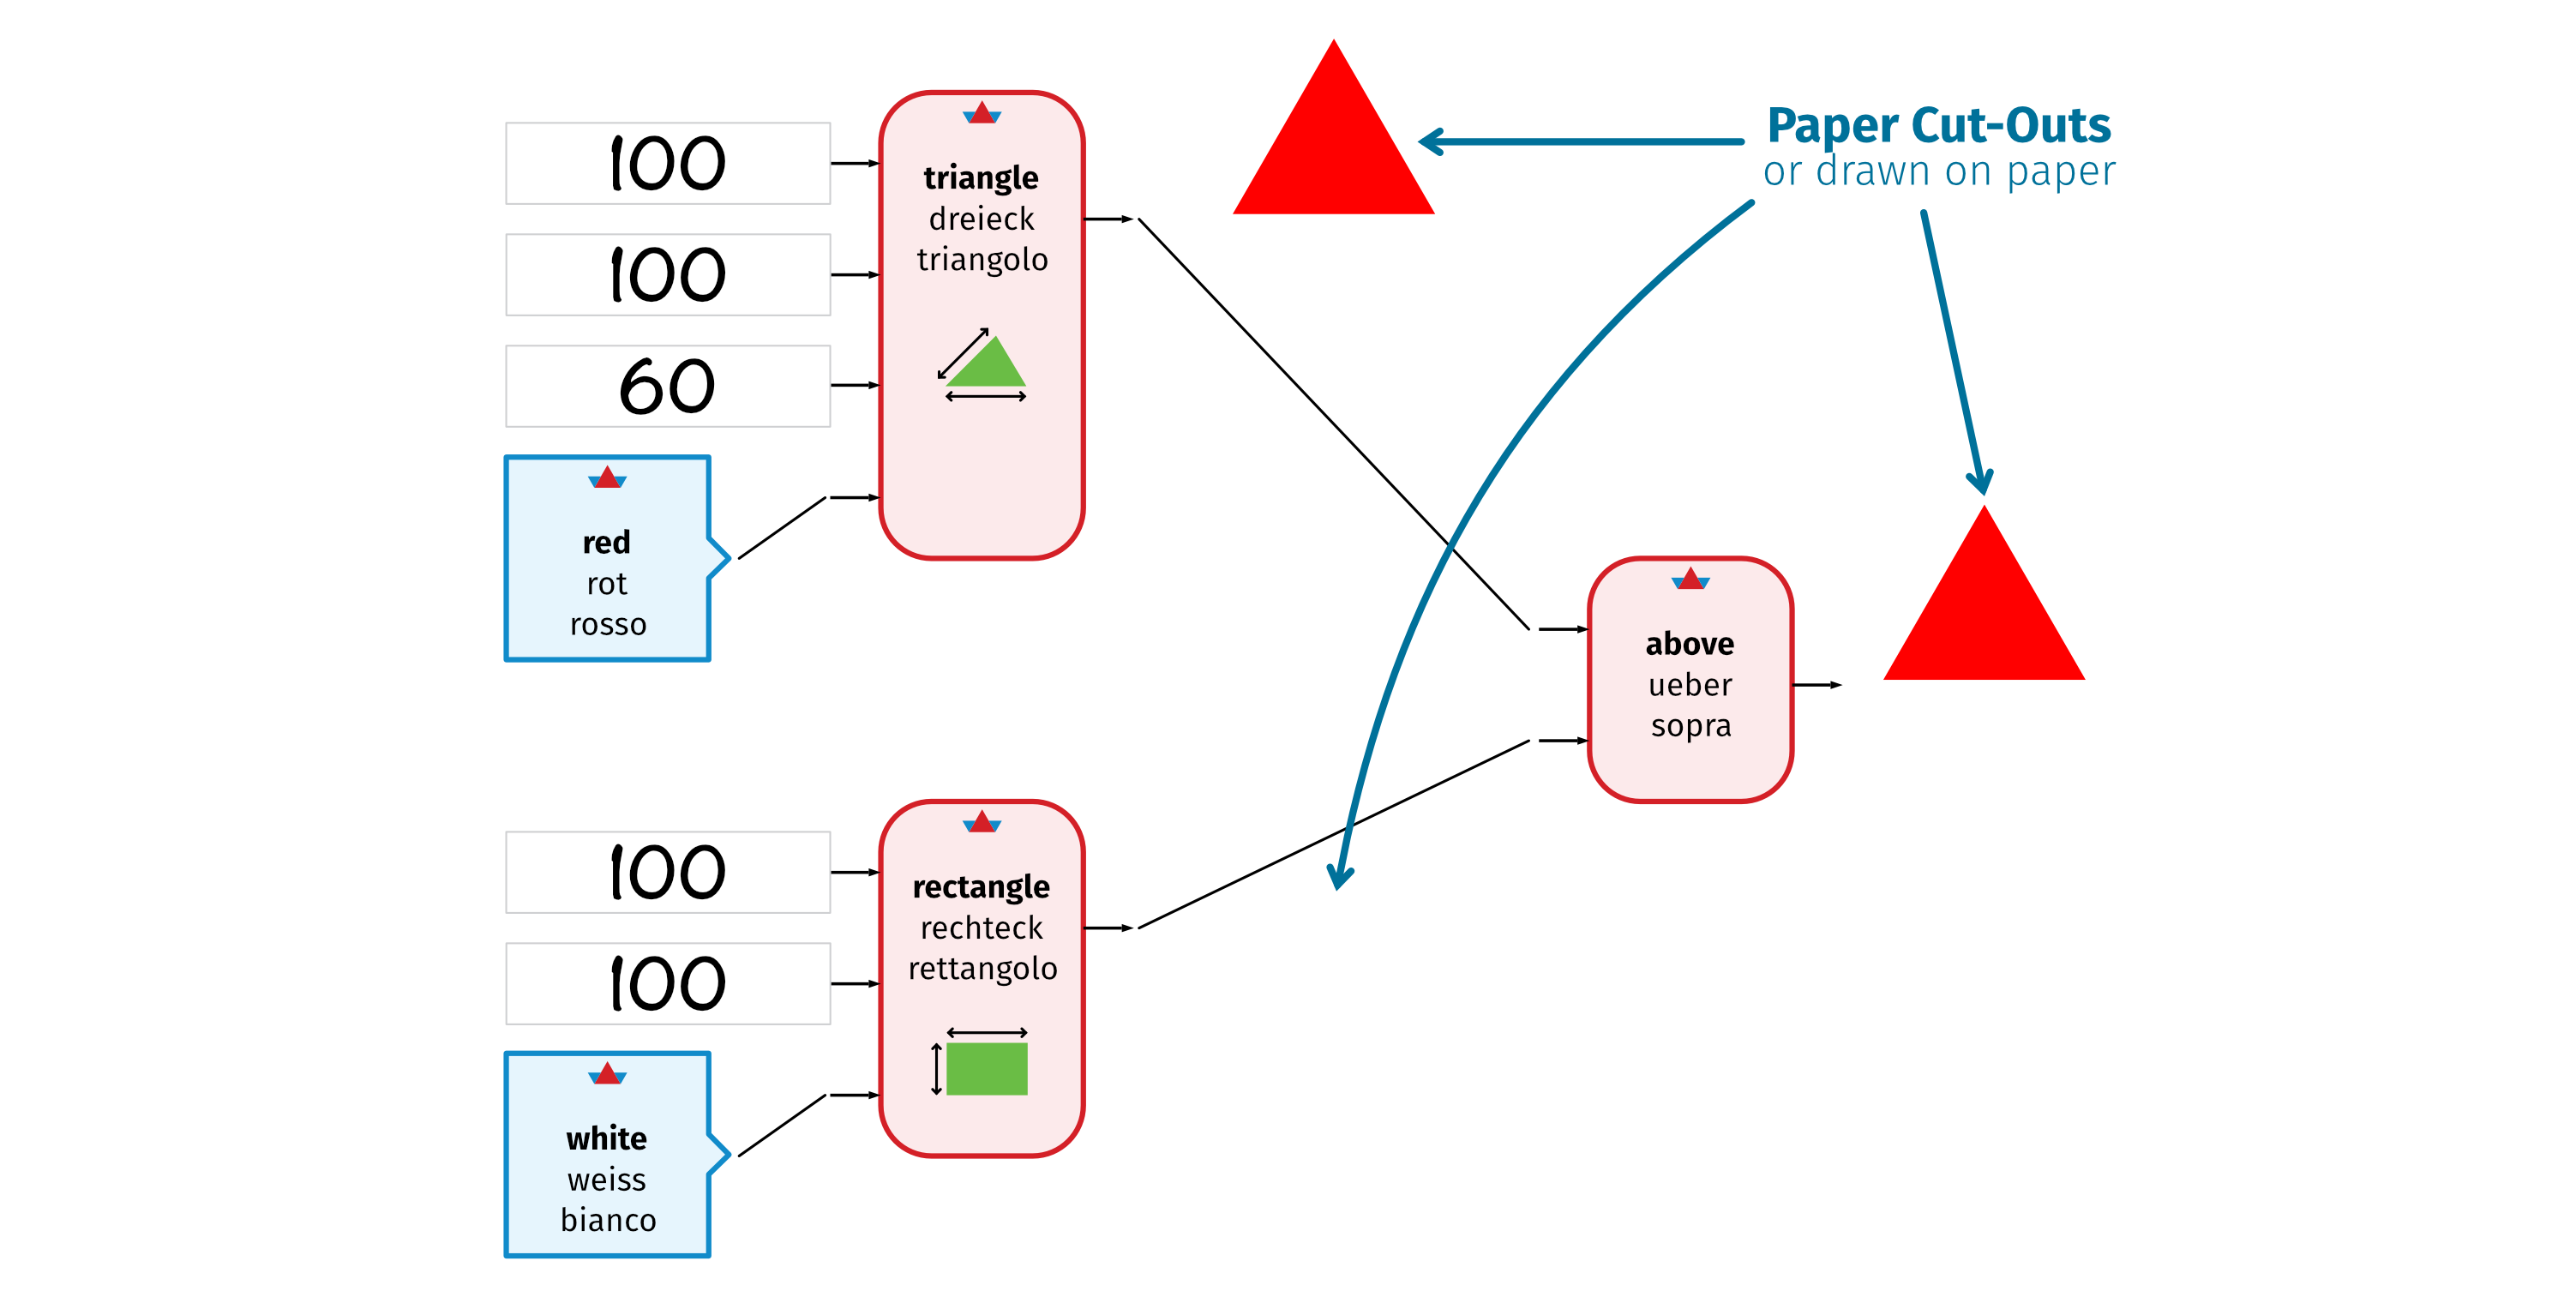 100
100
60
red
rot
rosso
triangle
dreieck
triangolo
Paper Cut-Outs
or drawn on paper
100
100
white
weiss
bianco
rectangle
rechteck
rettangolo
above
ueber
sopra